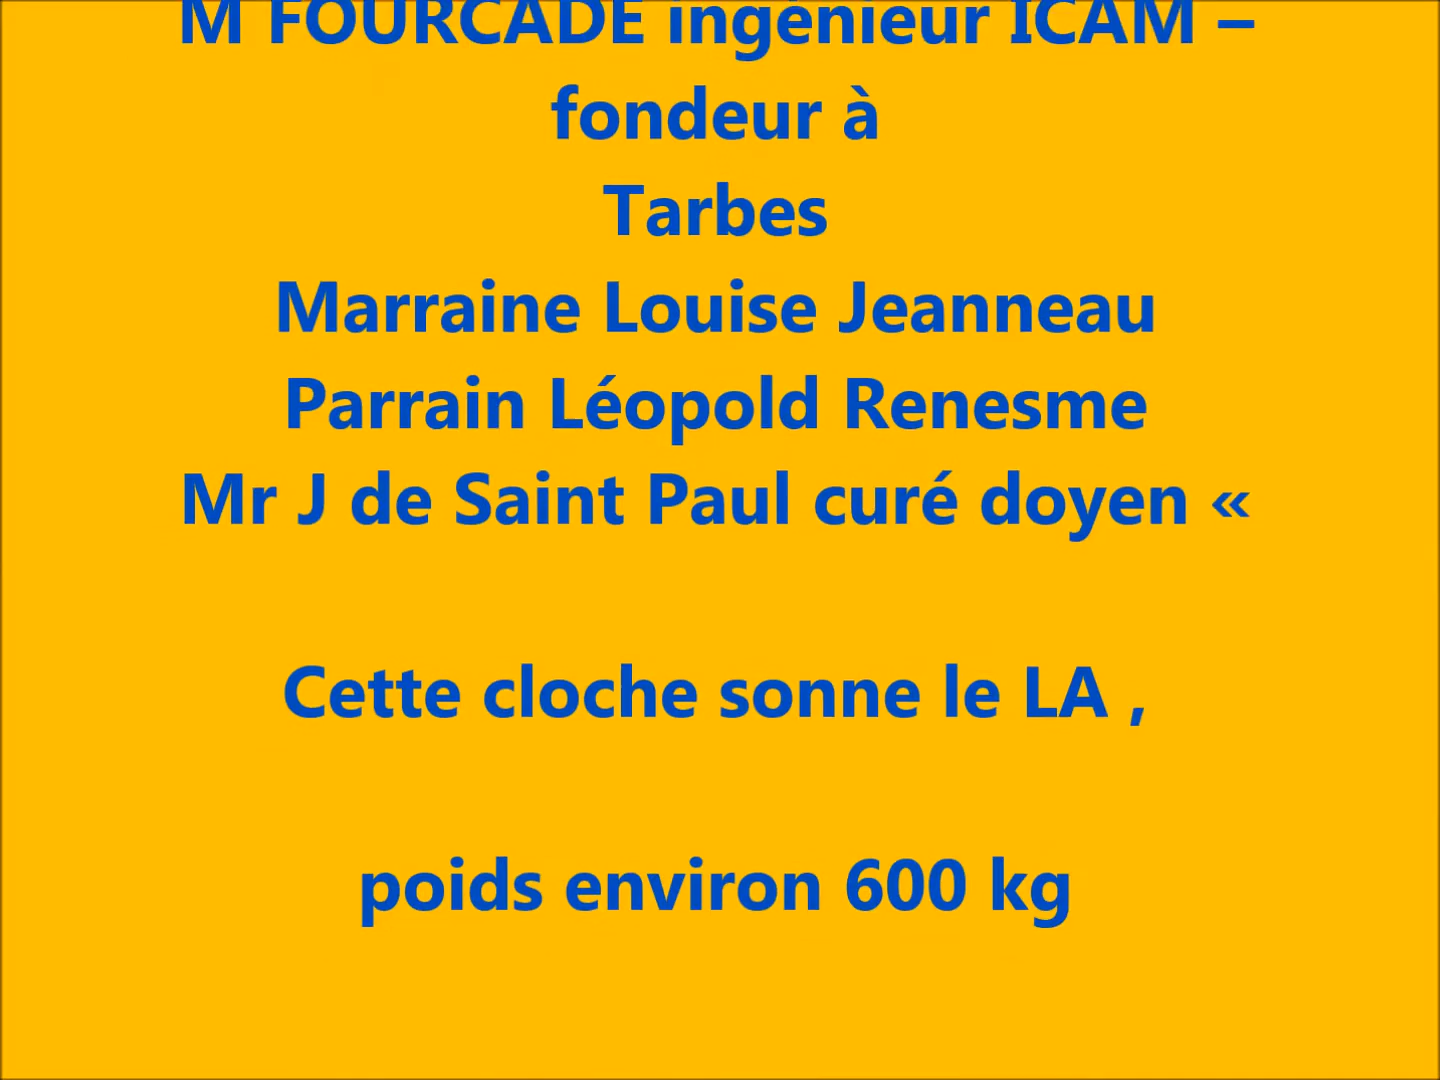 M FOURCADE ingénieur ICAM –
fondeur à
Tarbes
Marraine Louise Jeanneau
Parrain Léopold Renesme
Mr J de Saint Paul curé doyen «
Cette cloche sonne le LA ,
poids environ 600 kg